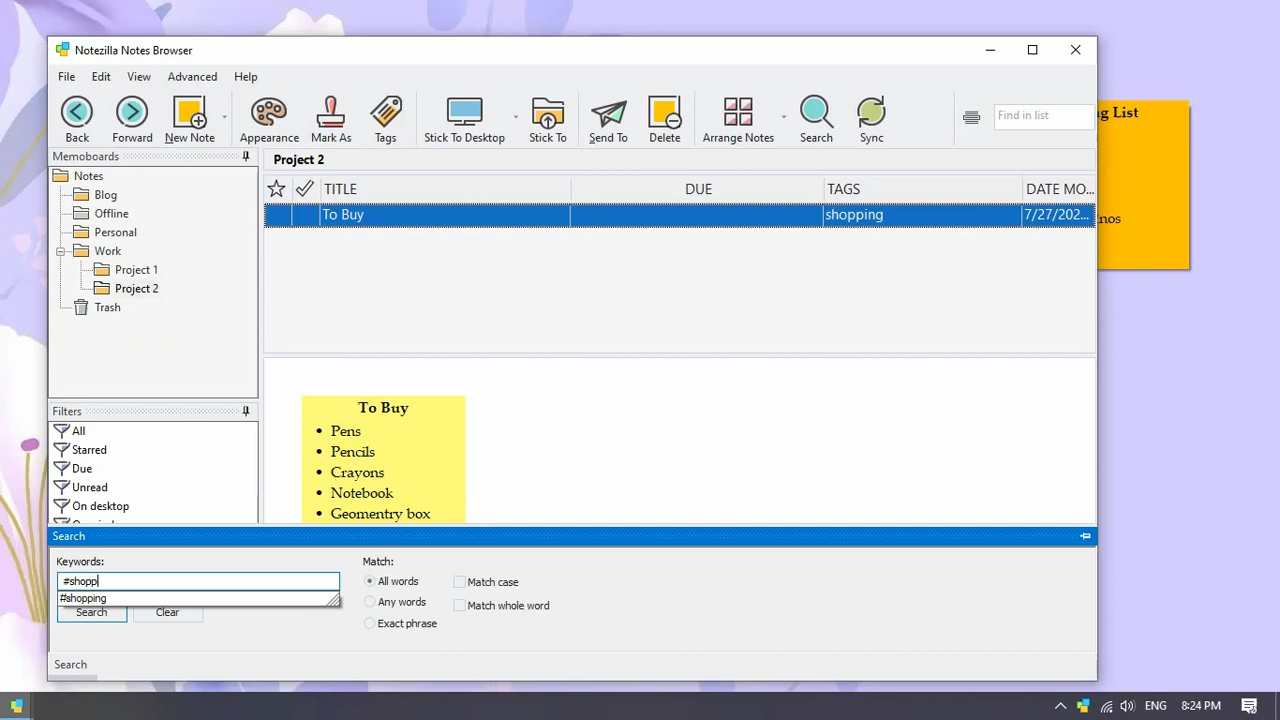 Notezilla Notes Browser
File Edit View Advanced Help
Back Forward New Note Appearance Mark As Tags Stick To Desktop Stick To Send To Delete Arrange Notes Search Sync
Find in list
g List
Memoboards
Notes
Blog
Offline
Personal
Work
Project 1
Project 2
Trash
Project 2
TITLE DUE TAGS DATE MO...
To Buy shopping 7/27/202...
nos
Filters
All
Starred
Due
Unread
On desktop
To Buy
• Pens
• Pencils
• Crayons
• Notebook
• Geomentry box
Search
Keywords:
#shopp
#shopping
Search Clear
Match:
All words
Any words
Exact phrase
Match case
Match whole word
Search
ENG 8:24 PM